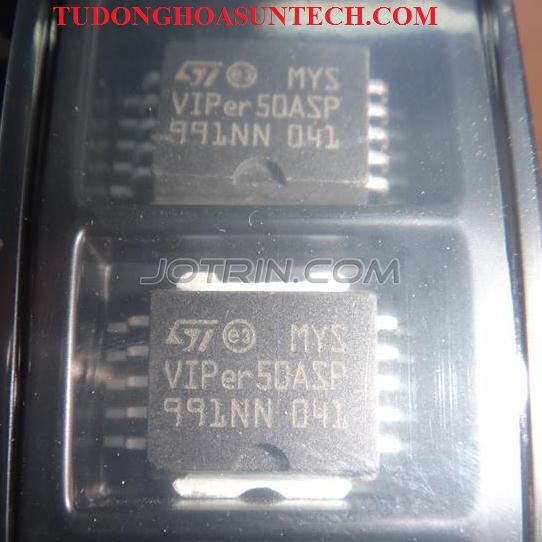 TUDONGHOASUNTECH.COM
ST e3 MYS
VIPer50ASP
991NN 041
JOTRIN.COM
ST e3 MYS
VIPer50ASP
991NN 041